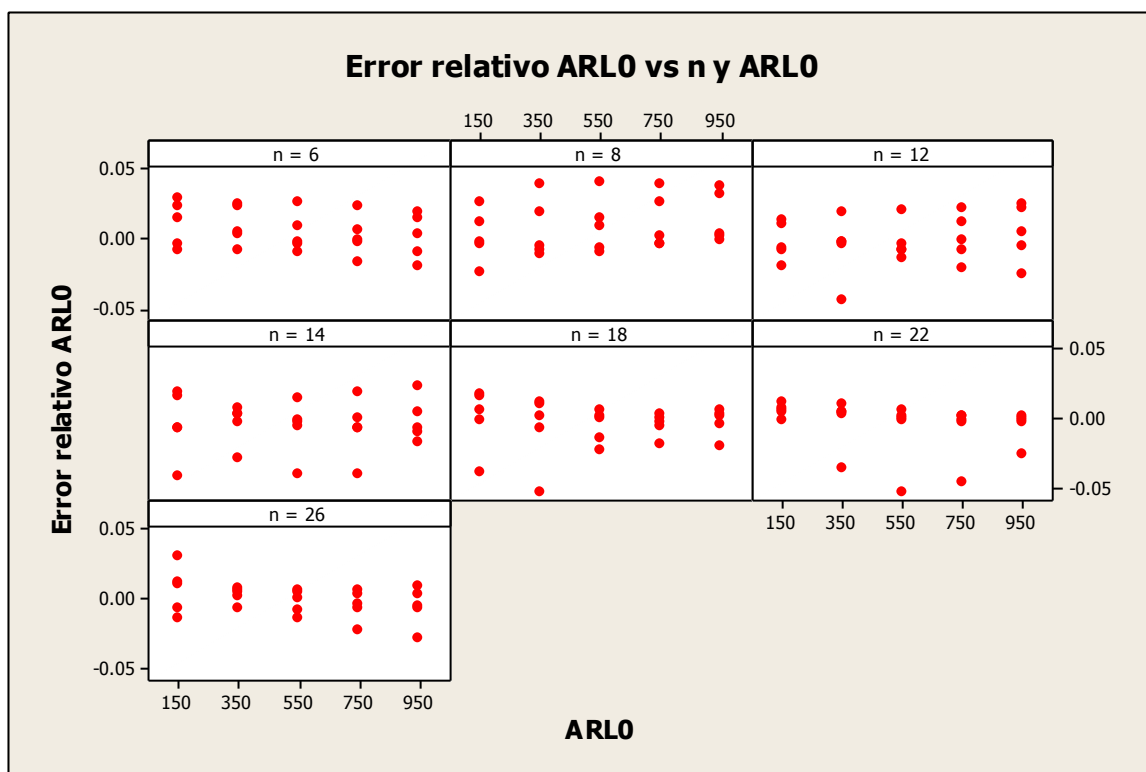 Error relativo ARL0 vs n y ARL0
150 350 550 750 950
n = 6 n = 8 n = 12
0.05
0.00
-0.05
n = 14 n = 18 n = 22
0.05
0.00
-0.05
150 350 550 750 950
n = 26
0.05
0.00
-0.05
150 350 550 750 950
Error relativo ARL0
ARL0